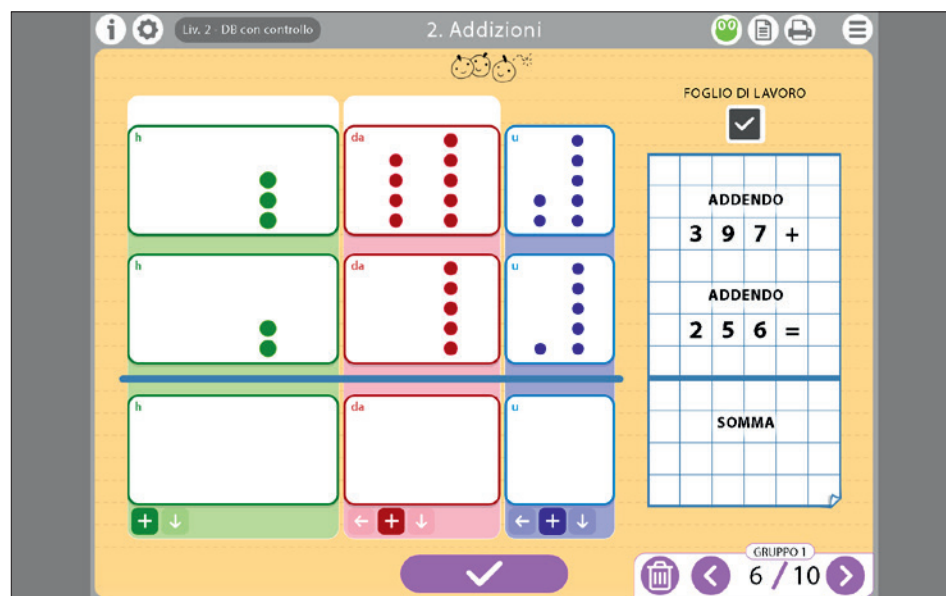 Liv. 2 - DB con controllo
2. Addizioni
h
da
u
h
da
u
h
da
u
FOGLIO DI LAVORO
ADDENDO
3 9 7 +
ADDENDO
2 5 6 =
SOMMA
GRUPPO 1
6 / 10